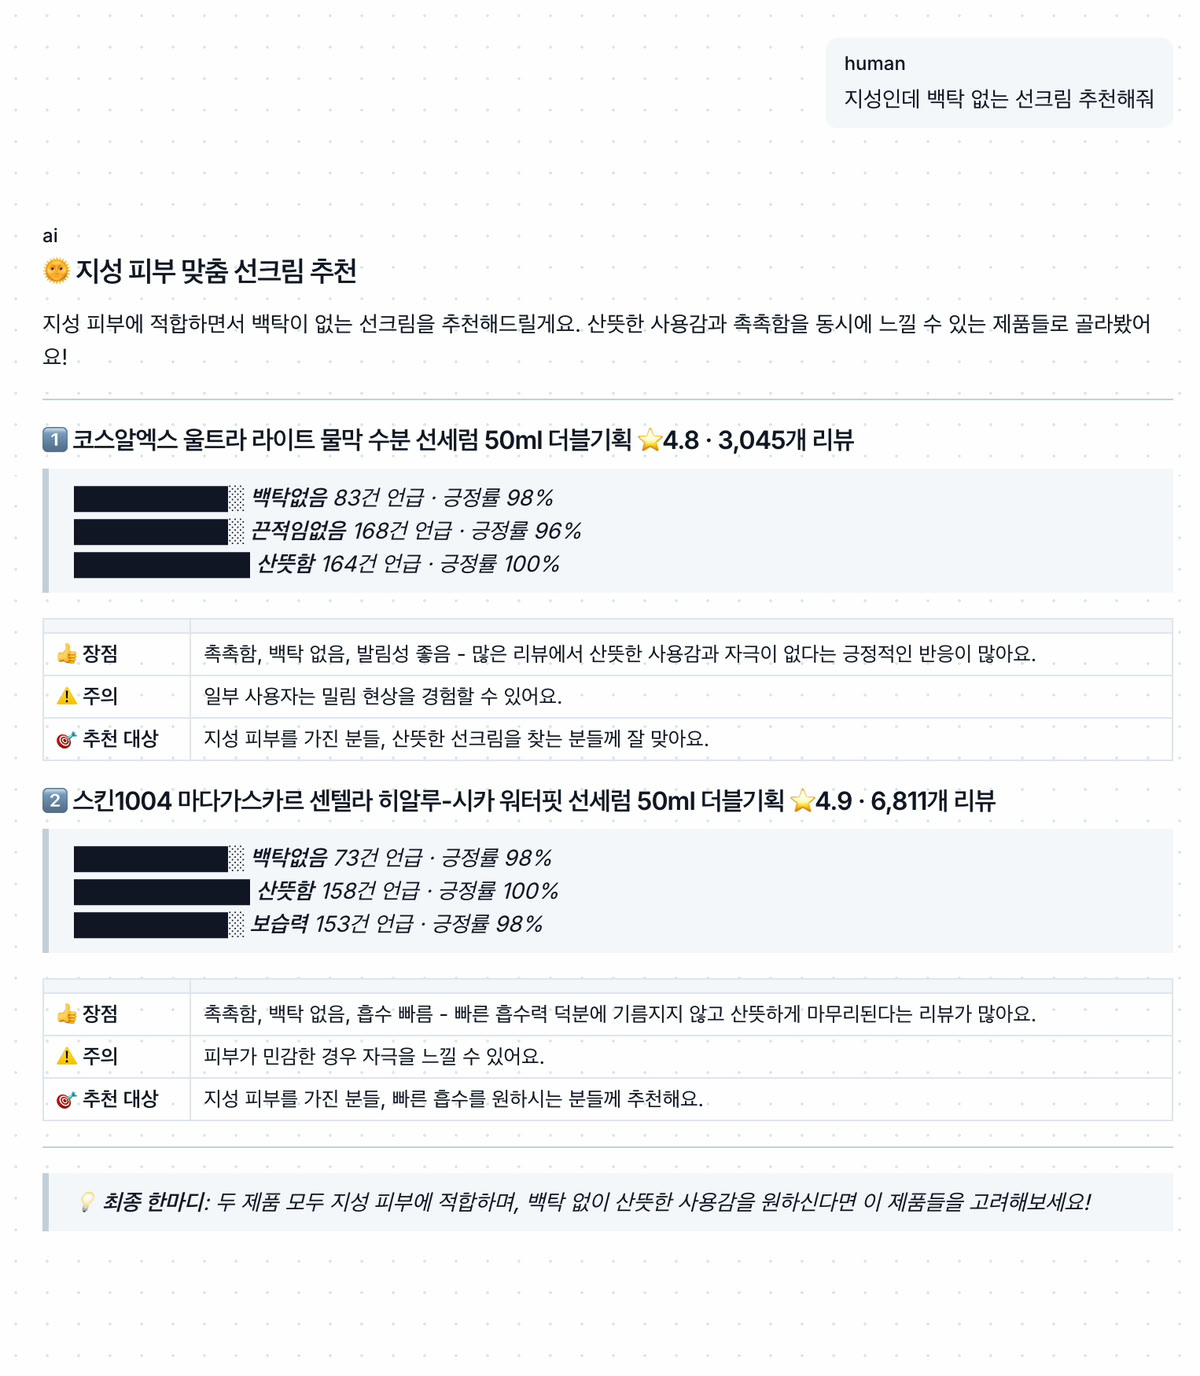 human
지성인데 백탁 없는 선크림 추천해줘
ai
🌞 지성 피부 맞춤 선크림 추천
지성 피부에 적합하면서 백탁이 없는 선크림을 추천해드릴게요. 산뜻한 사용감과 촉촉함을 동시에 느낄 수 있는 제품들로 골라봤어
요!
1️⃣ 코스알엑스 울트라 라이트 물막 수분 선세럼 50ml 더블기획 ⭐4.8 · 3,045개 리뷰
백탁없음 83건 언급 · 긍정률 98%
끈적임없음 168건 언급 · 긍정률 96%
산뜻함 164건 언급 · 긍정률 100%
👍 장점 촉촉함, 백탁 없음, 발림성 좋음 - 많은 리뷰에서 산뜻한 사용감과 자극이 없다는 긍정적인 반응이 많아요.
⚠️ 주의 일부 사용자는 밀림 현상을 경험할 수 있어요.
🎯 추천 대상 지성 피부를 가진 분들, 산뜻한 선크림을 찾는 분들께 잘 맞아요.
2️⃣ 스킨1004 마다가스카르 센텔라 히알루-시카 워터핏 선세럼 50ml 더블기획 ⭐4.9 · 6,811개 리뷰
백탁없음 73건 언급 · 긍정률 98%
산뜻함 158건 언급 · 긍정률 100%
보습력 153건 언급 · 긍정률 98%
👍 장점 촉촉함, 백탁 없음, 흡수 빠름 - 빠른 흡수력 덕분에 기름지지 않고 산뜻하게 마무리된다는 리뷰가 많아요.
⚠️ 주의 피부가 민감한 경우 자극을 느낄 수 있어요.
🎯 추천 대상 지성 피부를 가진 분들, 빠른 흡수를 원하시는 분들께 추천해요.
💡 최종 한마디: 두 제품 모두 지성 피부에 적합하며, 백탁 없이 산뜻한 사용감을 원하신다면 이 제품들을 고려해보세요!